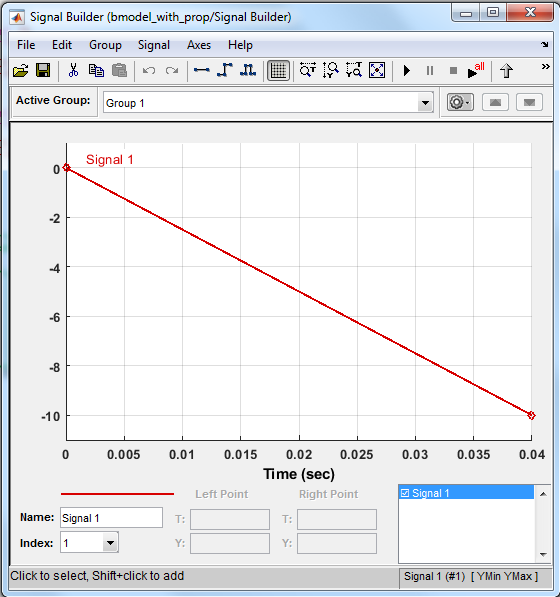 Signal Builder (bmodel_with_prop/Signal Builder)
File Edit Group Signal Axes Help
all
Active Group: Group 1
Signal 1
0
-2
-4
-6
-8
-10
0 0.005 0.01 0.015 0.02 0.025 0.03 0.035 0.04
Time (sec)
Left Point Right Point
Signal 1
Name: Signal 1 T: T:
Index: 1 Y: Y:
Click to select, Shift+click to add Signal 1 (#1) [ YMin YMax ]